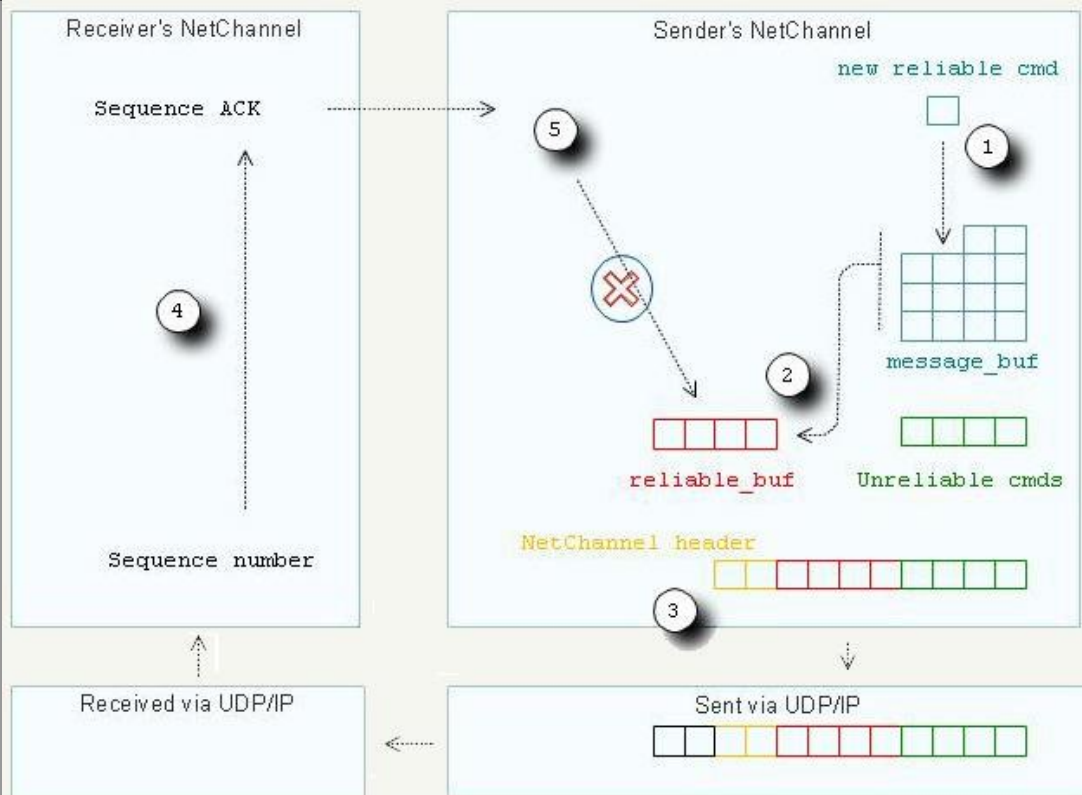 Receiver's NetChannel
Sequence ACK
4
Sequence number
Sender's NetChannel
new reliable cmd
5
1
message_buf
2
reliable_buf
Unreliable cmds
NetChannel header
3
Received via UDP/IP
Sent via UDP/IP